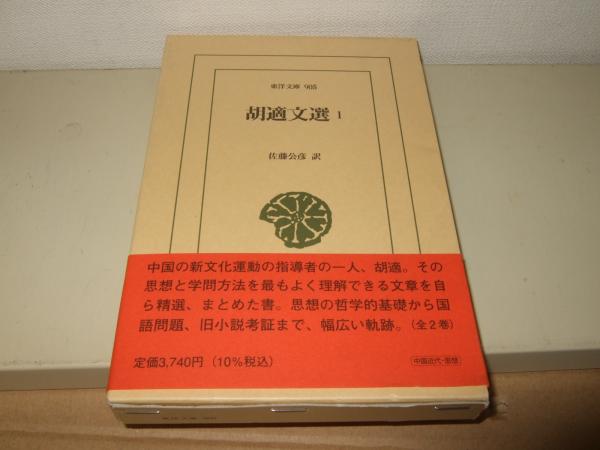 東洋文庫 905
胡適文選 1
佐藤公彦 訳
中国の新文化運動の指導者の一人、胡適。その
思想と学問方法を最もよく理解できる文章を自
ら精選、まとめた書。思想の哲学的基礎から国
語問題、旧小説考証まで、幅広い軌跡。(全2巻)
定価3,740円(10%税込)
中国近代・思想
東洋文庫 905